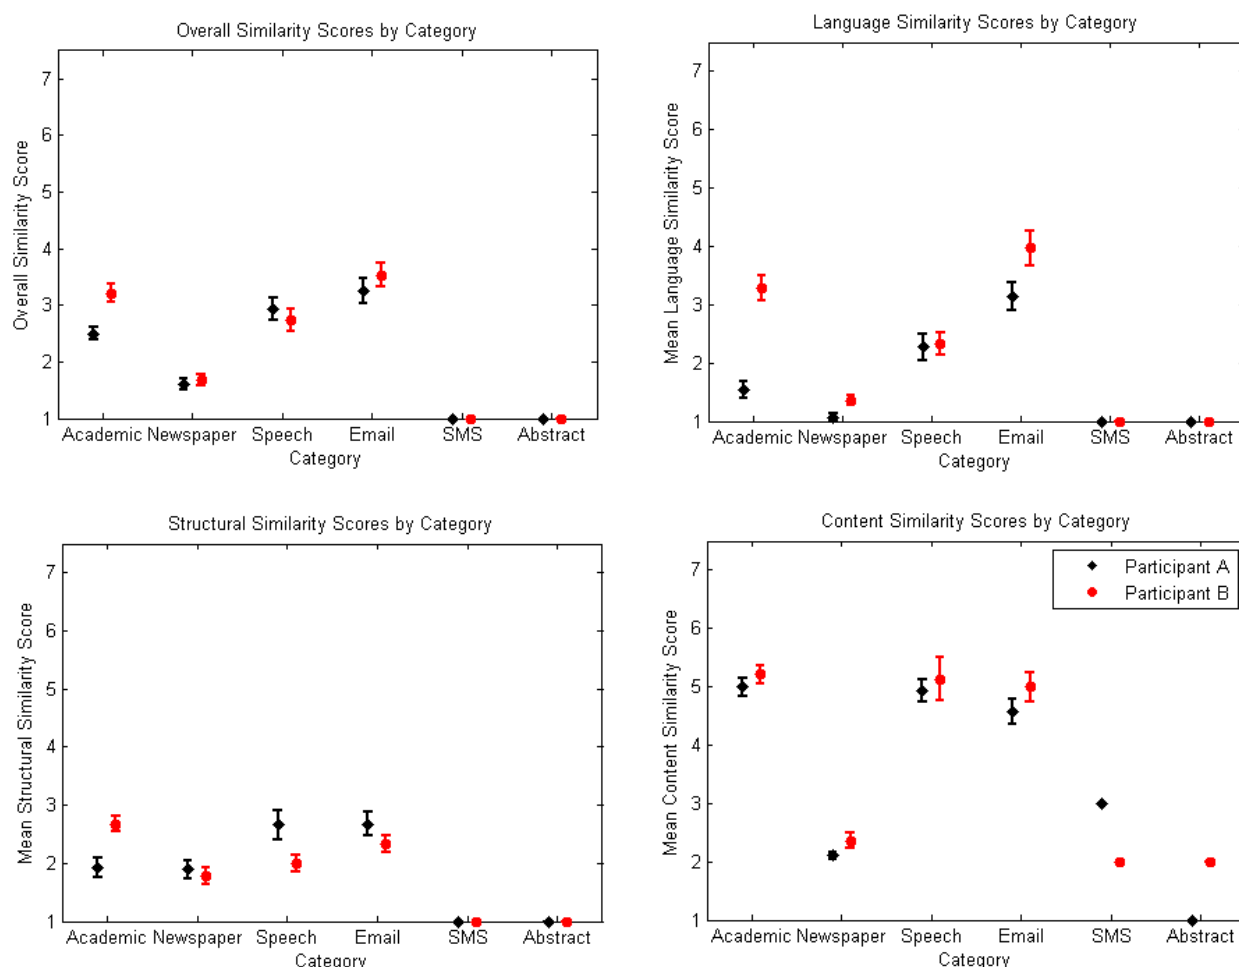 Overall Similarity Scores by Category
Overall Similarity Score
7
6
5
4
3
2
1
Academic Newspaper Speech Email SMS Abstract
Category
Language Similarity Scores by Category
Mean Language Similarity Score
7
6
5
4
3
2
1
Academic Newspaper Speech Email SMS Abstract
Category
Structural Similarity Scores by Category
Mean Structural Similarity Score
7
6
5
4
3
2
1
Academic Newspaper Speech Email SMS Abstract
Category
Content Similarity Scores by Category
Mean Content Similarity Score
7
6
5
4
3
2
1
Participant A
Participant B
Academic Newspaper Speech Email SMS Abstract
Category